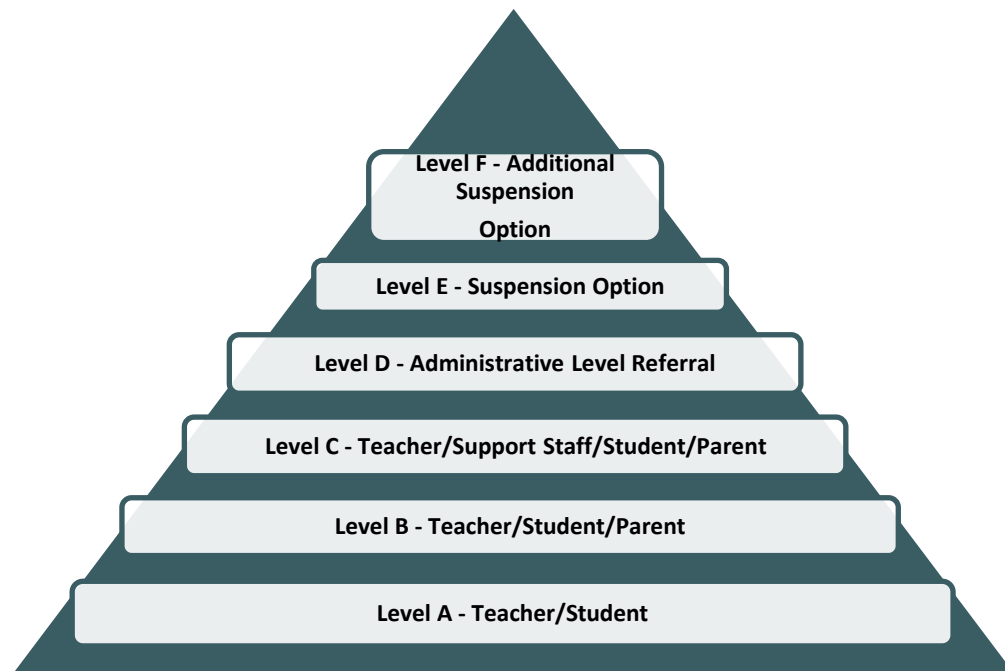 Level F - Additional
Suspension
Option
Level E - Suspension Option
Level D - Administrative Level Referral
Level C - Teacher/Support Staff/Student/Parent
Level B - Teacher/Student/Parent
Level A - Teacher/Student